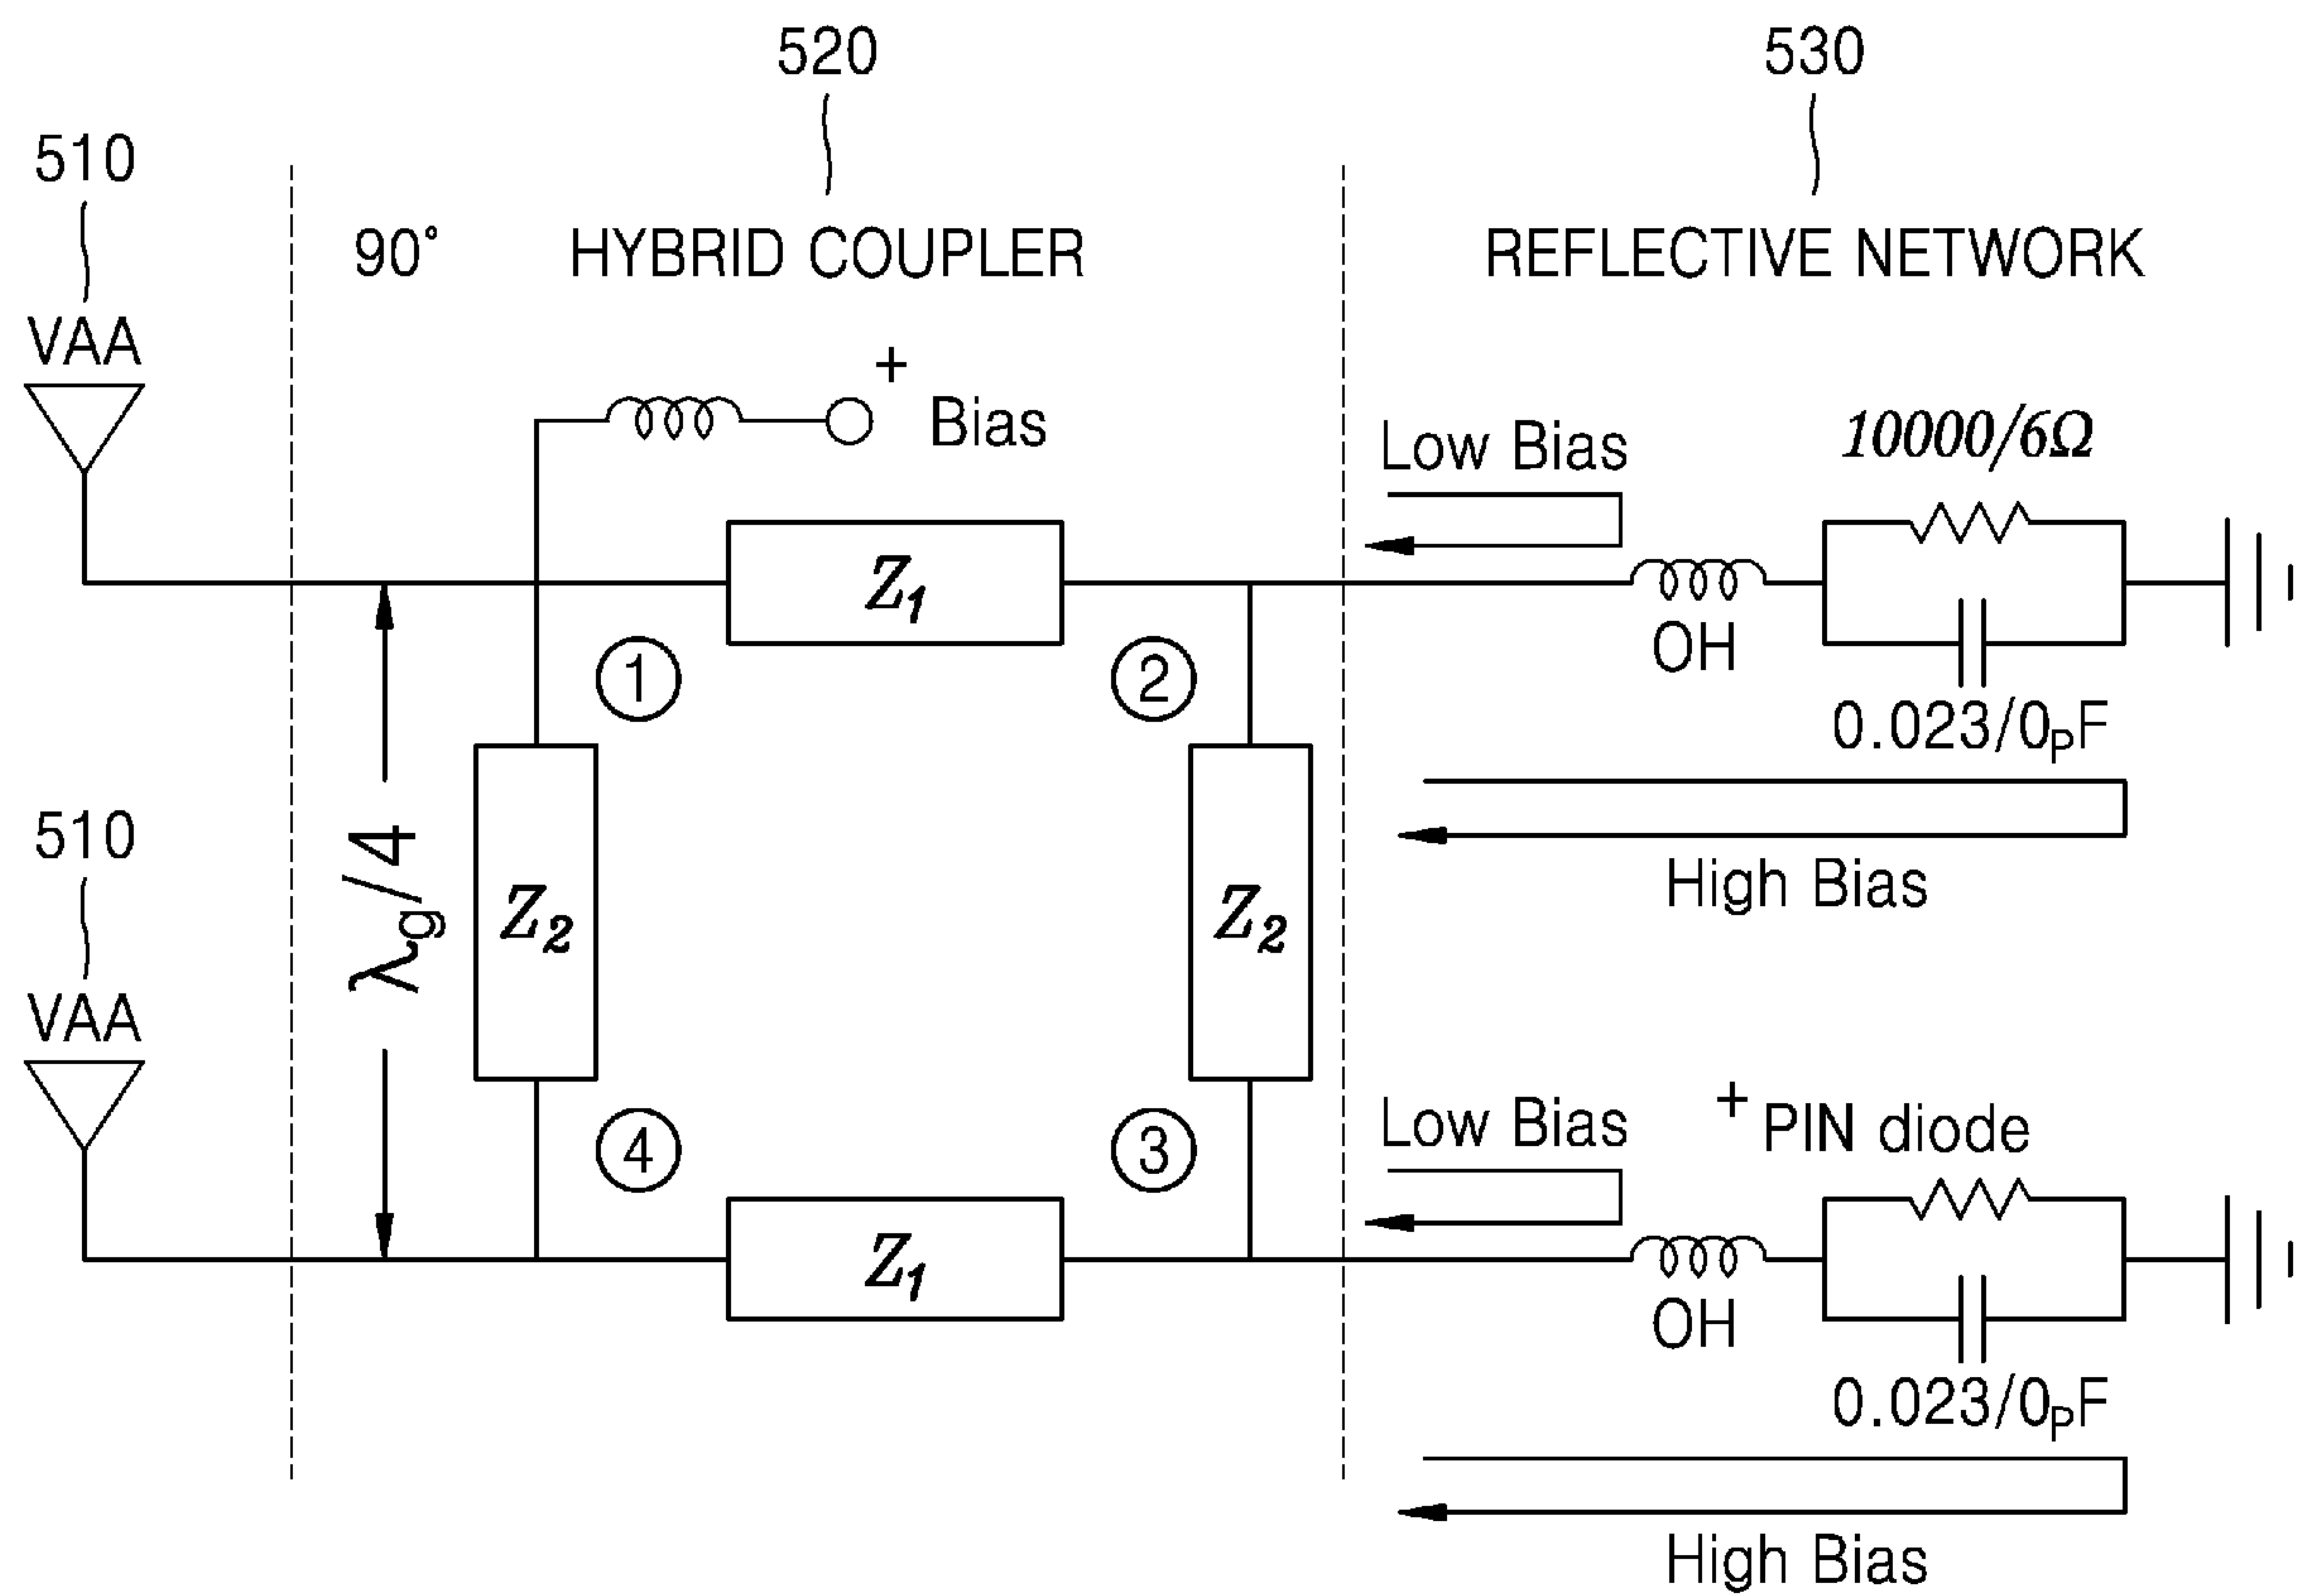 520
530
510
90° HYBRID COUPLER
REFLECTIVE NETWORK
VAA
+
Bias
Low Bias
10000/6Ω
Z1
OH
1
2
0.023/0PF
510
λg/4
Z2
Z2
High Bias
VAA
4
3
Low Bias
+ PIN diode
Z1
OH
0.023/0PF
High Bias